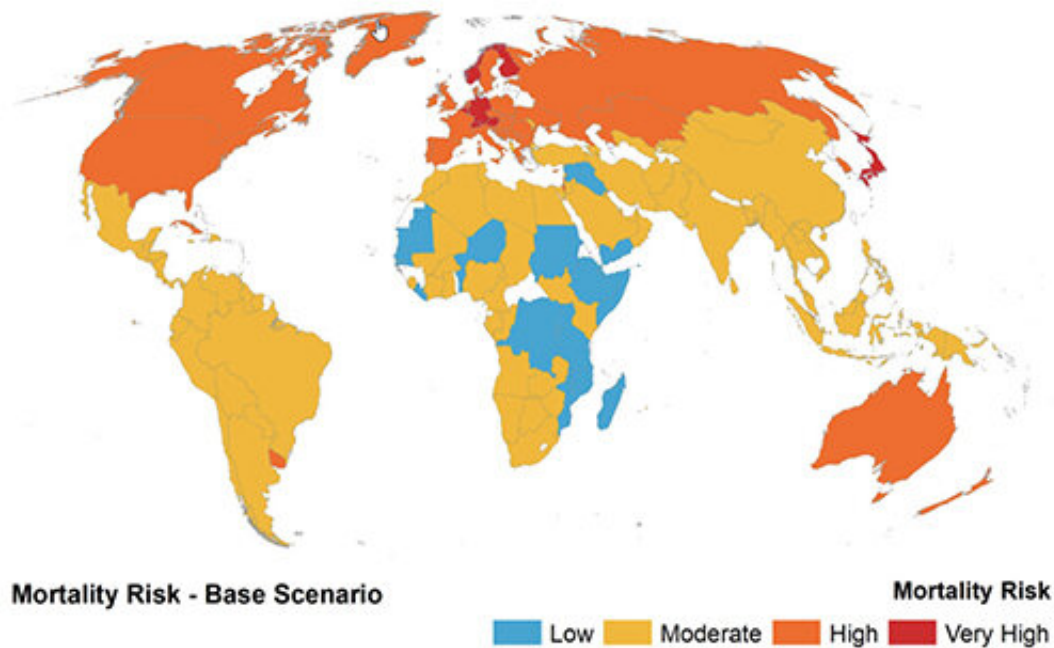 Mortality Risk - Base Scenario
Mortality Risk
Low
Moderate
High
Very High